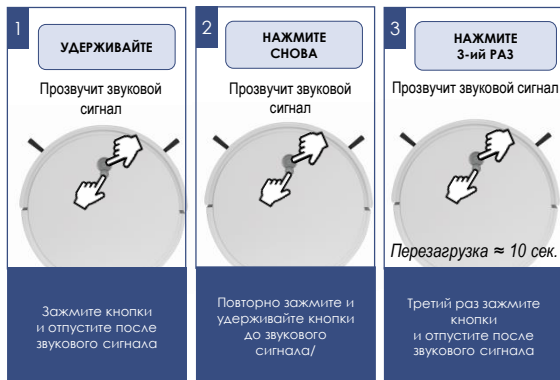 1
УДЕРЖИВАЙТЕ
Прозвучит звуковой
сигнал
Зажмите кнопки
и отпустите после
звукового сигнала
2
НАЖМИТЕ
СНОВА
Прозвучит звуковой
сигнал
Повторно зажмите и
удерживайте кнопки
до звукового
сигнала/
3
НАЖМИТЕ
3-ий РАЗ
Прозвучит звуковой сигнал
Перезагрузка ≈ 10 сек.
Третий раз зажмите
кнопки
и отпустите после
звукового сигнала